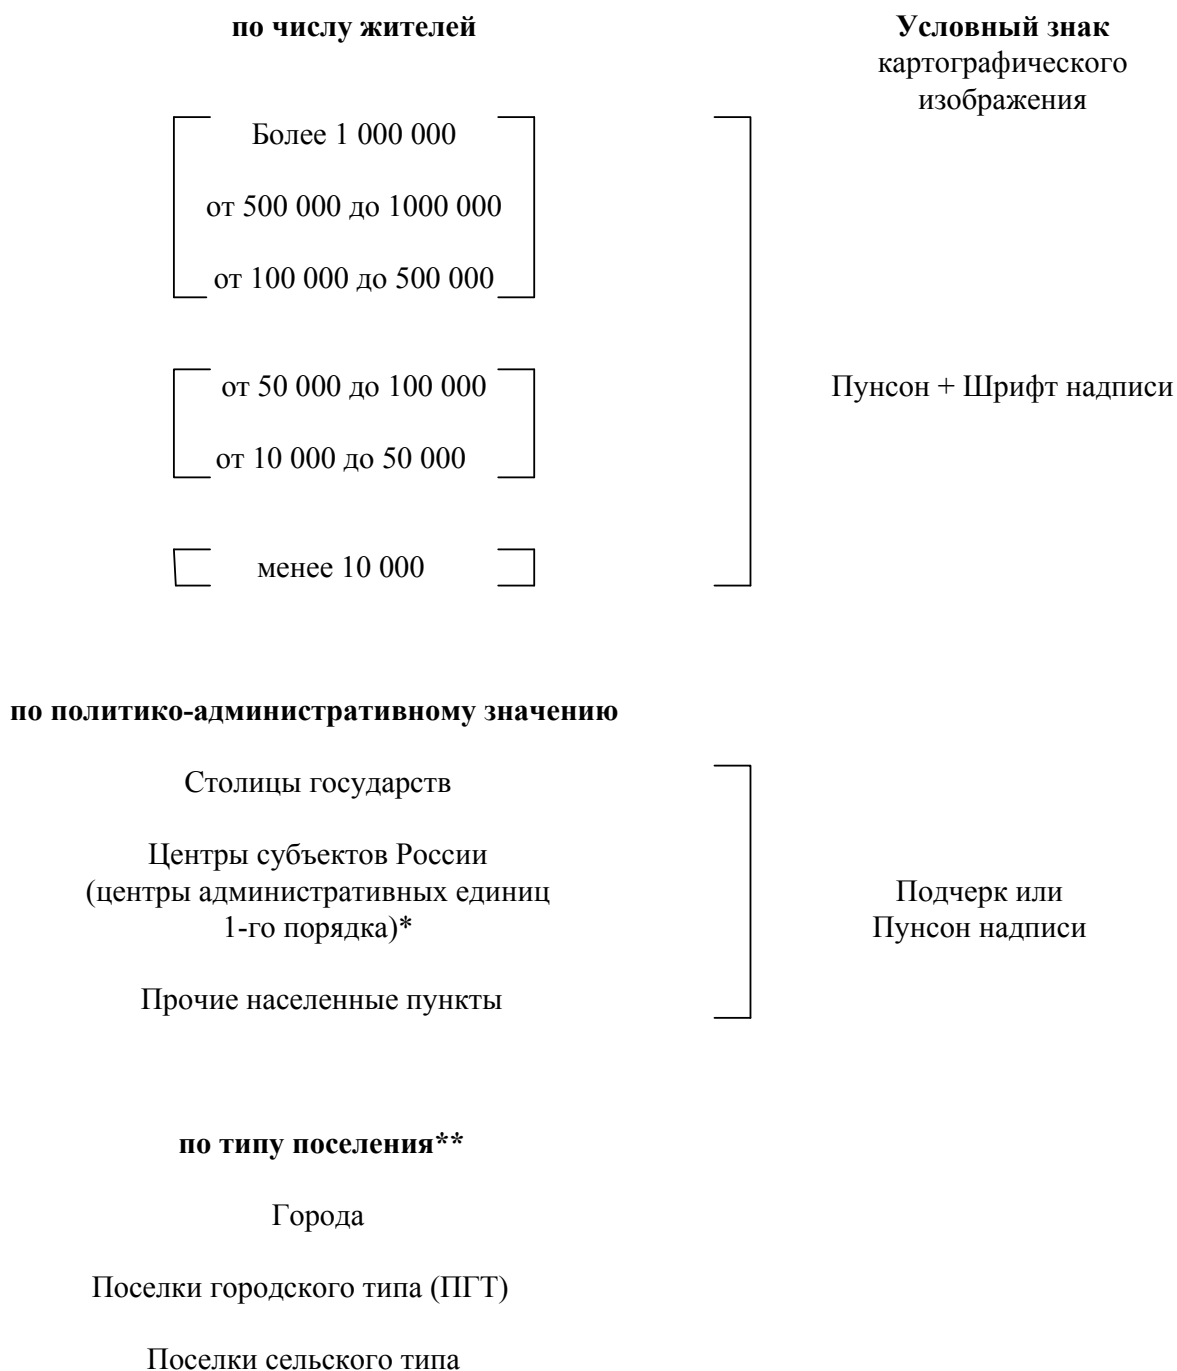 по числу жителей
Условный знак
картографического
изображения
Более 1 000 000
от 500 000 до 1000 000
от 100 000 до 500 000
от 50 000 до 100 000
Пунсон + Шрифт надписи
от 10 000 до 50 000
менее 10 000
по политико-административному значению
Столицы государств
Центры субъектов России
(центры административных единиц
1-го порядка)*
Подчерк или
Пунсон надписи
Прочие населенные пункты
по типу поселения**
Города
Поселки городского типа (ПГТ)
Поселки сельского типа